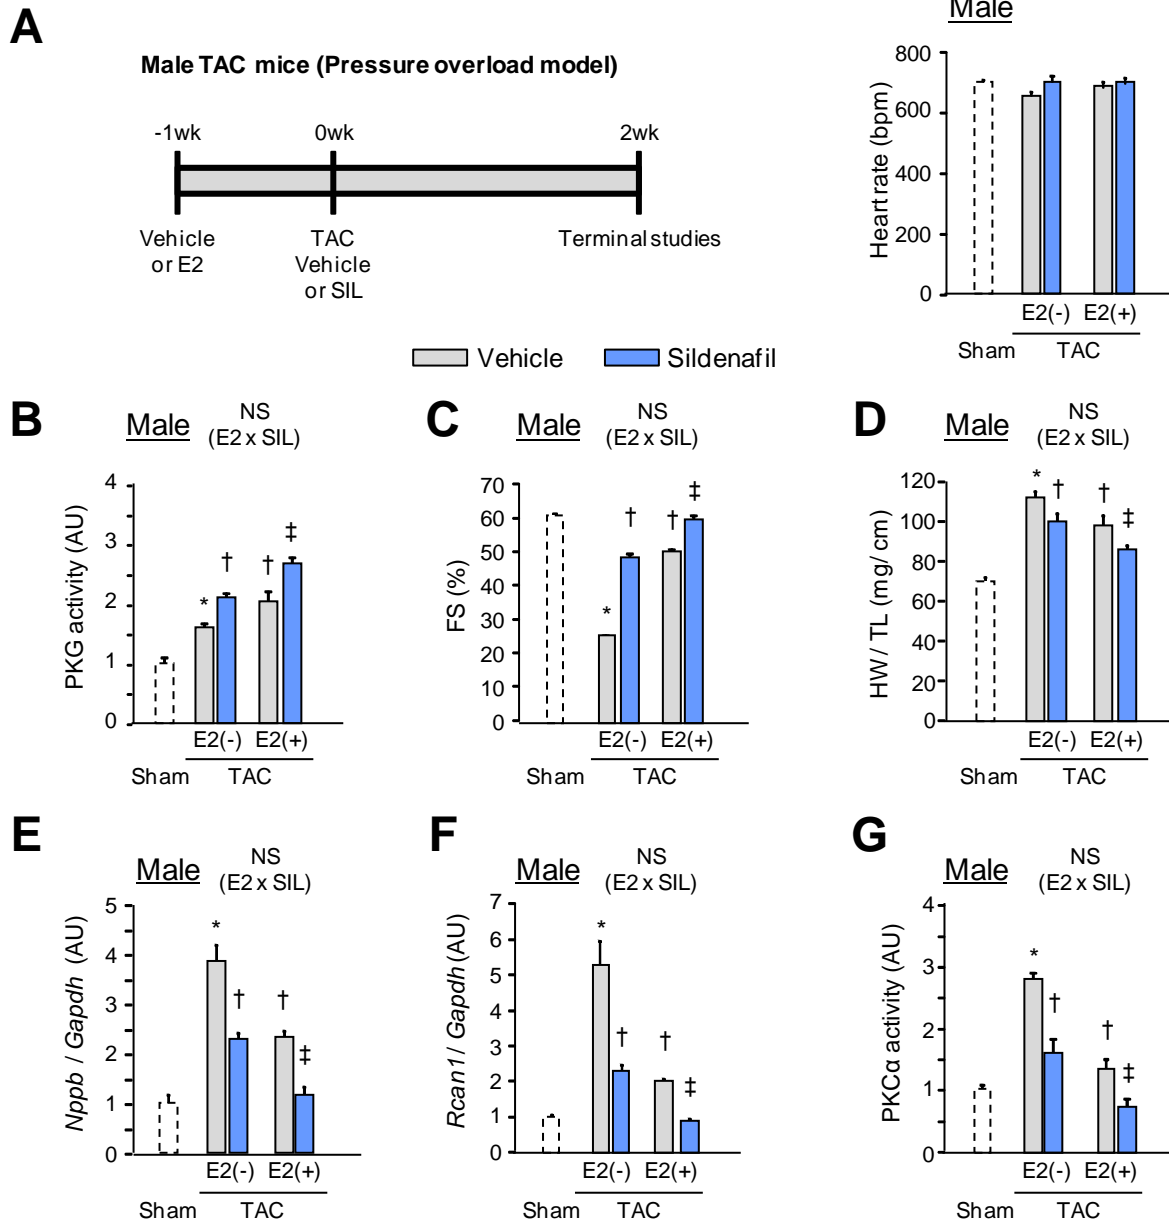 A
Male TAC mice (Pressure overload model)
-1wk
0wk
2wk
Vehicle
or E2
TAC
Vehicle
or SIL
Terminal studies
Male
Heart rate (bpm)
800
600
400
200
0
E2(-)
E2(+)
Sham
TAC
Vehicle
Sildenafil
B
Male
NS
(E2 x SIL)
PKG activity (AU)
4
3
2
1
0
*
†
†
‡
E2(-)
E2(+)
Sham
TAC
C
Male
NS
(E2 x SIL)
FS (%)
70
60
50
40
30
20
10
0
*
†
†
‡
E2(-)
E2(+)
Sham
TAC
D
Male
NS
(E2 x SIL)
HW / TL (mg/ cm)
120
100
80
60
40
20
0
*
†
†
‡
E2(-)
E2(+)
Sham
TAC
E
Male
NS
(E2 x SIL)
Nppb / Gapdh (AU)
5
4
3
2
1
0
*
†
†
‡
E2(-)
E2(+)
Sham
TAC
F
Male
NS
(E2 x SIL)
Rcan1 / Gapdh (AU)
7
6
5
4
3
2
1
0
*
†
†
‡
E2(-)
E2(+)
Sham
TAC
G
Male
NS
(E2 x SIL)
PKCα activity (AU)
4
3
2
1
0
*
†
†
‡
E2(-)
E2(+)
Sham
TAC